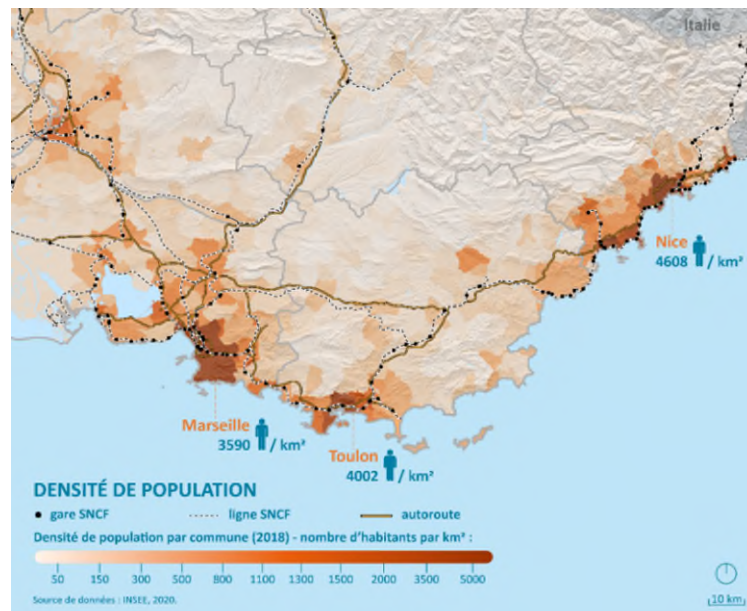 Italie
Nice
4608 / km²
Marseille
3590 / km²
Toulon
4002 / km²
DENSITÉ DE POPULATION
gare SNCF ligne SNCF autoroute
Densité de population par commune (2018) - nombre d'habitants par km² :
50 150 300 500 800 1100 1300 1500 2000 3500 5000
Source de données : INSEE, 2020.
10 km